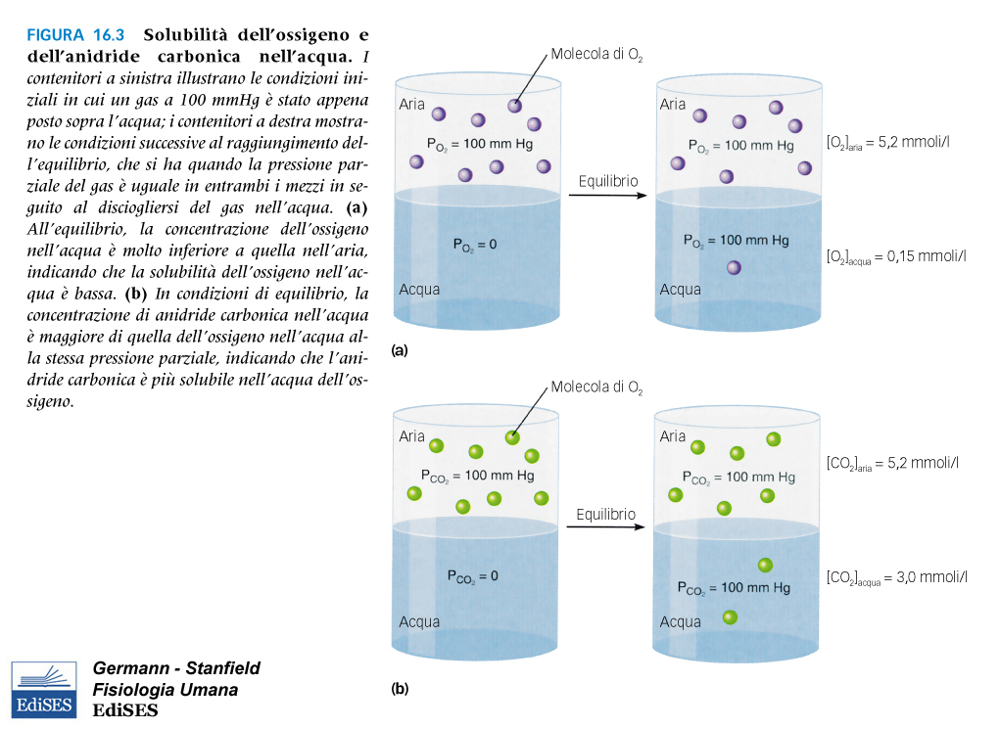 FIGURA 16.3 Solubilità dell'ossigeno e
dell'anidride carbonica nell'acqua. I
contenitori a sinistra illustrano le condizioni ini-
ziali in cui un gas a 100 mmHg è stato appena
posto sopra l'acqua; i contenitori a destra mostra-
no le condizioni successive al raggiungimento del-
l'equilibrio, che si ha quando la pressione par-
ziale del gas è uguale in entrambi i mezzi in se-
guito al disciogliersi del gas nell'acqua. (a)
All'equilibrio, la concentrazione dell'ossigeno
nell'acqua è molto inferiore a quella nell'aria,
indicando che la solubilità dell'ossigeno nell'ac-
qua è bassa. (b) In condizioni di equilibrio, la
concentrazione di anidride carbonica nell'acqua
è maggiore di quella dell'ossigeno nell'acqua al-
la stessa pressione parziale, indicando che l'ani-
dride carbonica è più solubile nell'acqua dell'os-
sigeno.
Molecola di O₂
Aria
P_O₂ = 100 mm Hg
P_O₂ = 0
Acqua
Equilibrio
Aria
P_O₂ = 100 mm Hg
P_O₂ = 100 mm Hg
Acqua
[O₂]aria = 5,2 mmoli/l
[O₂]acqua = 0,15 mmoli/l
(a)
Molecola di O₂
Aria
P_CO₂ = 100 mm Hg
P_CO₂ = 0
Acqua
Equilibrio
Aria
P_CO₂ = 100 mm Hg
P_CO₂ = 100 mm Hg
Acqua
[CO₂]aria = 5,2 mmoli/l
[CO₂]acqua = 3,0 mmoli/l
(b)
EdiSES
Germann - Stanfield
Fisiologia Umana
EdiSES